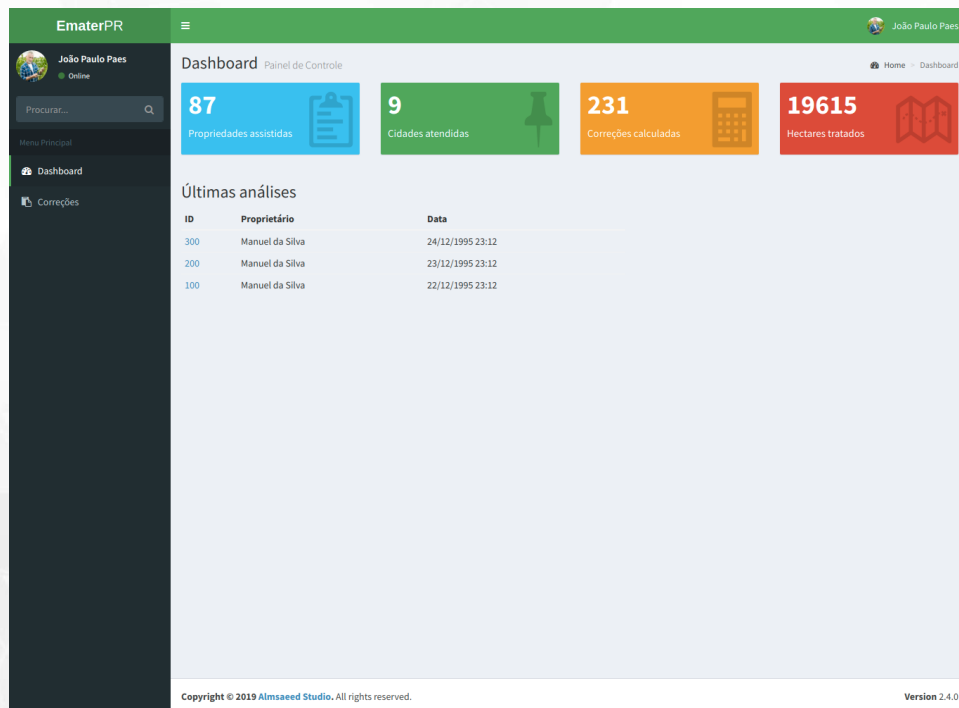 EmaterPR
João Paulo Paes
João Paulo Paes
Online
Procurar...
Menu Principal
Dashboard
Correções
Dashboard Painel de Controle
Home > Dashboard
87
Propriedades assistidas
9
Cidades atendidas
231
Correções calculadas
19615
Hectares tratados
Últimas análises
ID Proprietário Data
300 Manuel da Silva 24/12/1995 23:12
200 Manuel da Silva 23/12/1995 23:12
100 Manuel da Silva 22/12/1995 23:12
Copyright © 2019 Almsaeed Studio. All rights reserved.
Version 2.4.0